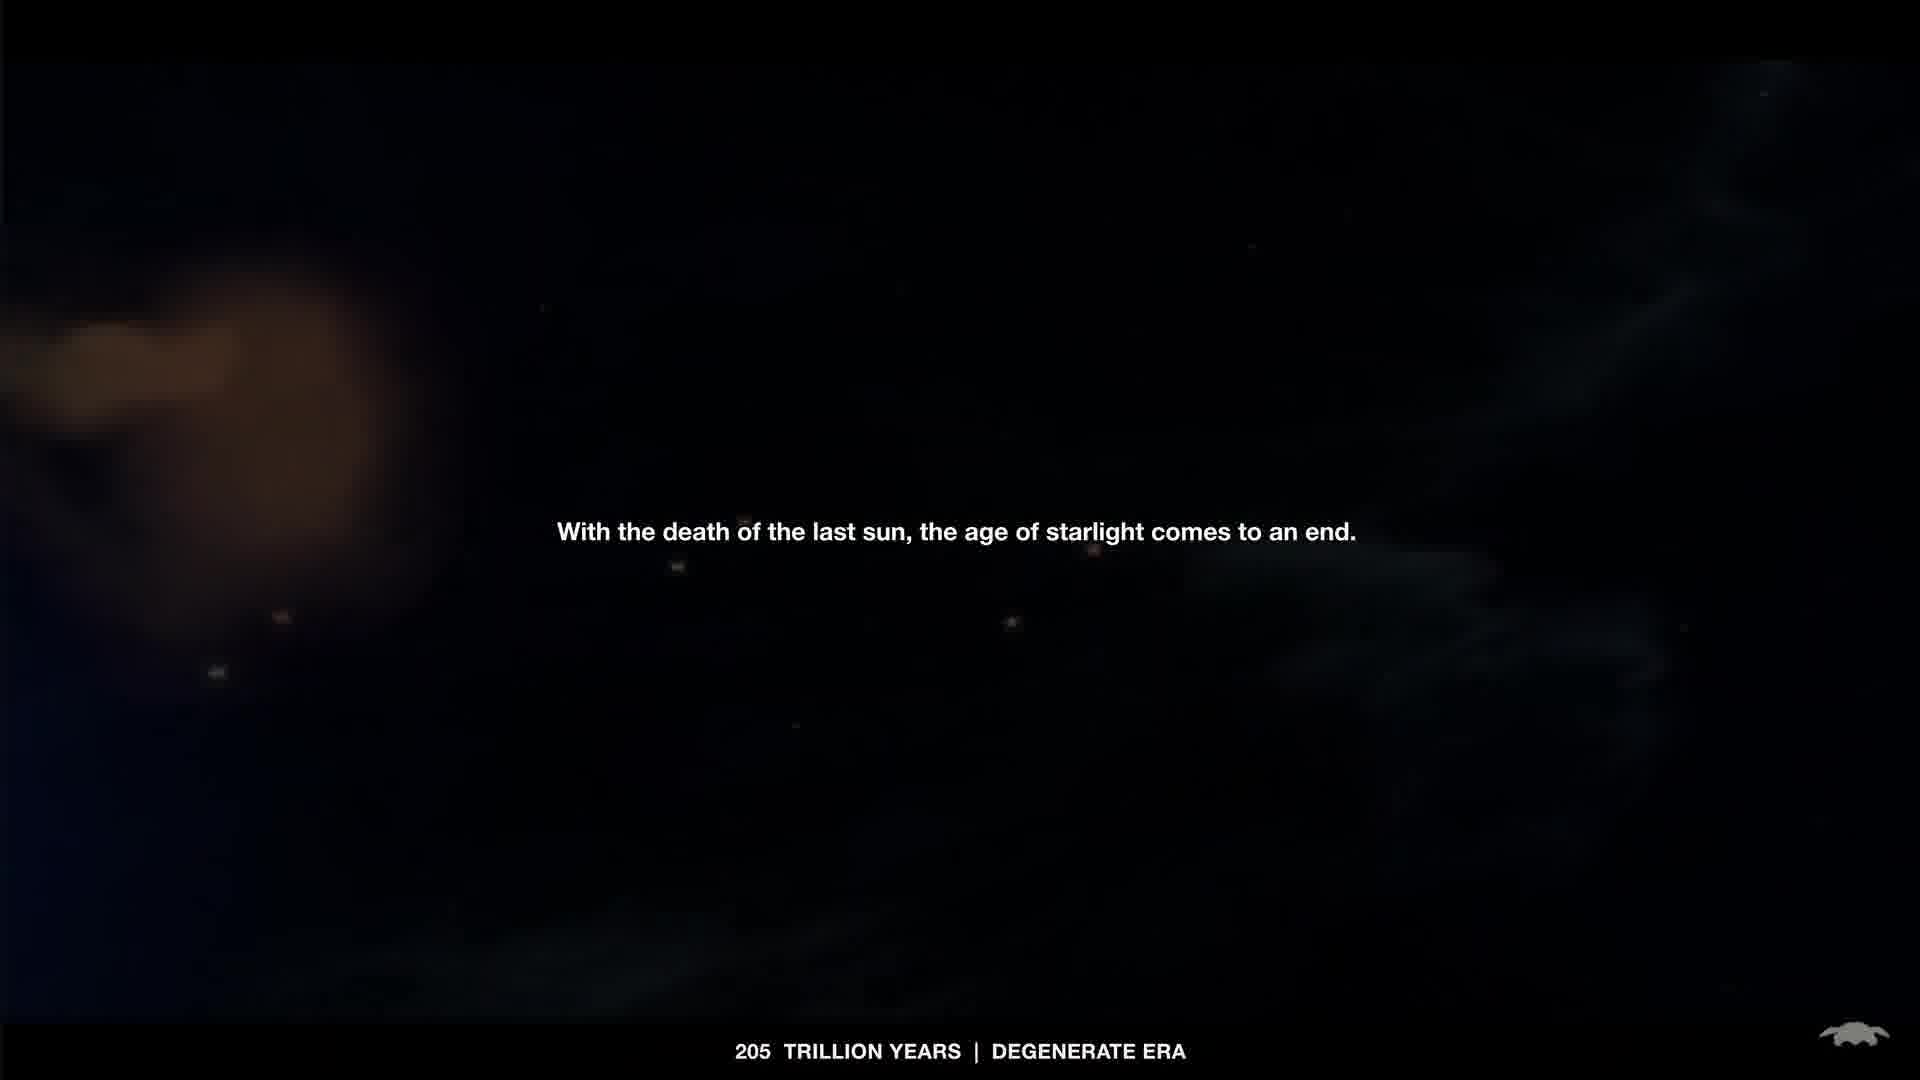 With the death of the last sun, the age of starlight comes to an end.
205 TRILLION YEARS | DEGENERATE ERA